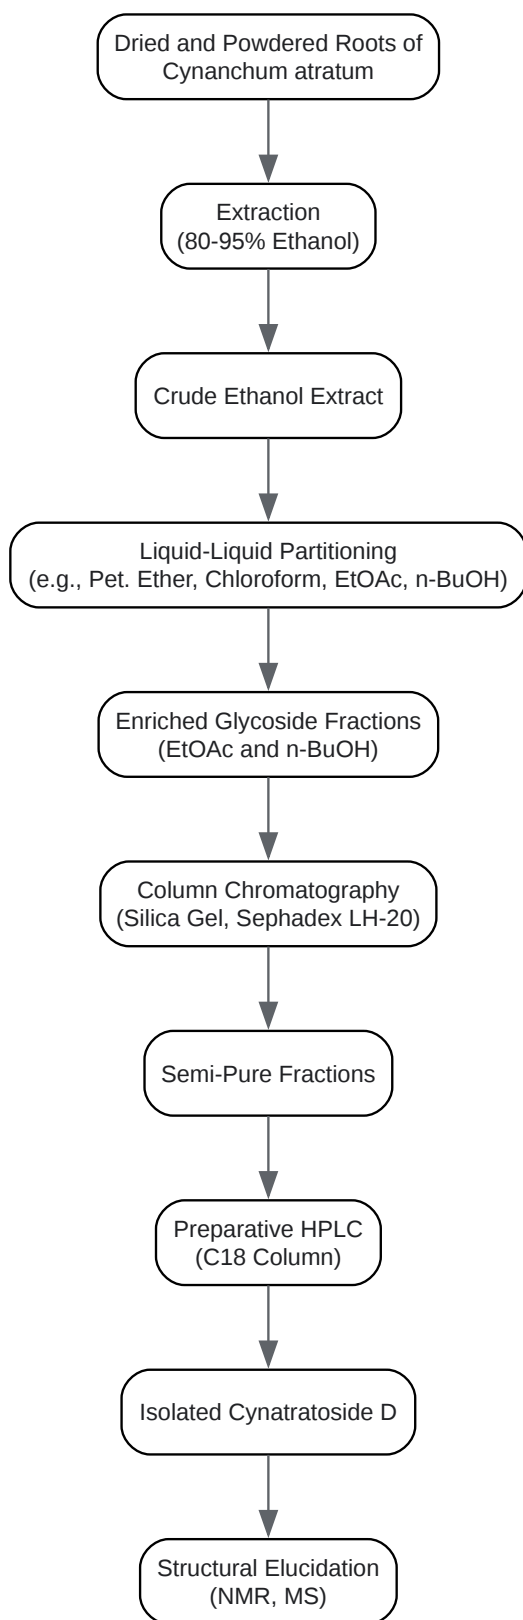 Dried and Powdered Roots of
Cynanchum atratum
Extraction
(80-95% Ethanol)
Crude Ethanol Extract
Liquid-Liquid Partitioning
(e.g., Pet. Ether, Chloroform, EtOAc, n-BuOH)
Enriched Glycoside Fractions
(EtOAc and n-BuOH)
Column Chromatography
(Silica Gel, Sephadex LH-20)
Semi-Pure Fractions
Preparative HPLC
(C18 Column)
Isolated Cynatratoside D
Structural Elucidation
(NMR, MS)